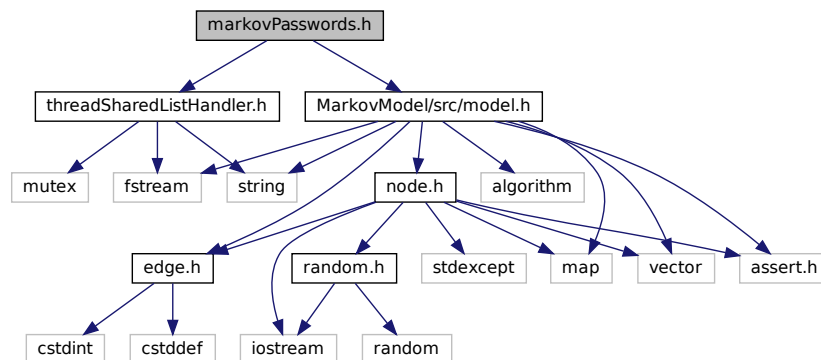 markovPasswords.h
threadSharedListHandler.h
MarkovModel/src/model.h
mutex
fstream
string
node.h
algorithm
edge.h
random.h
stdexcept
map
vector
assert.h
cstdint
cstddef
iostream
random